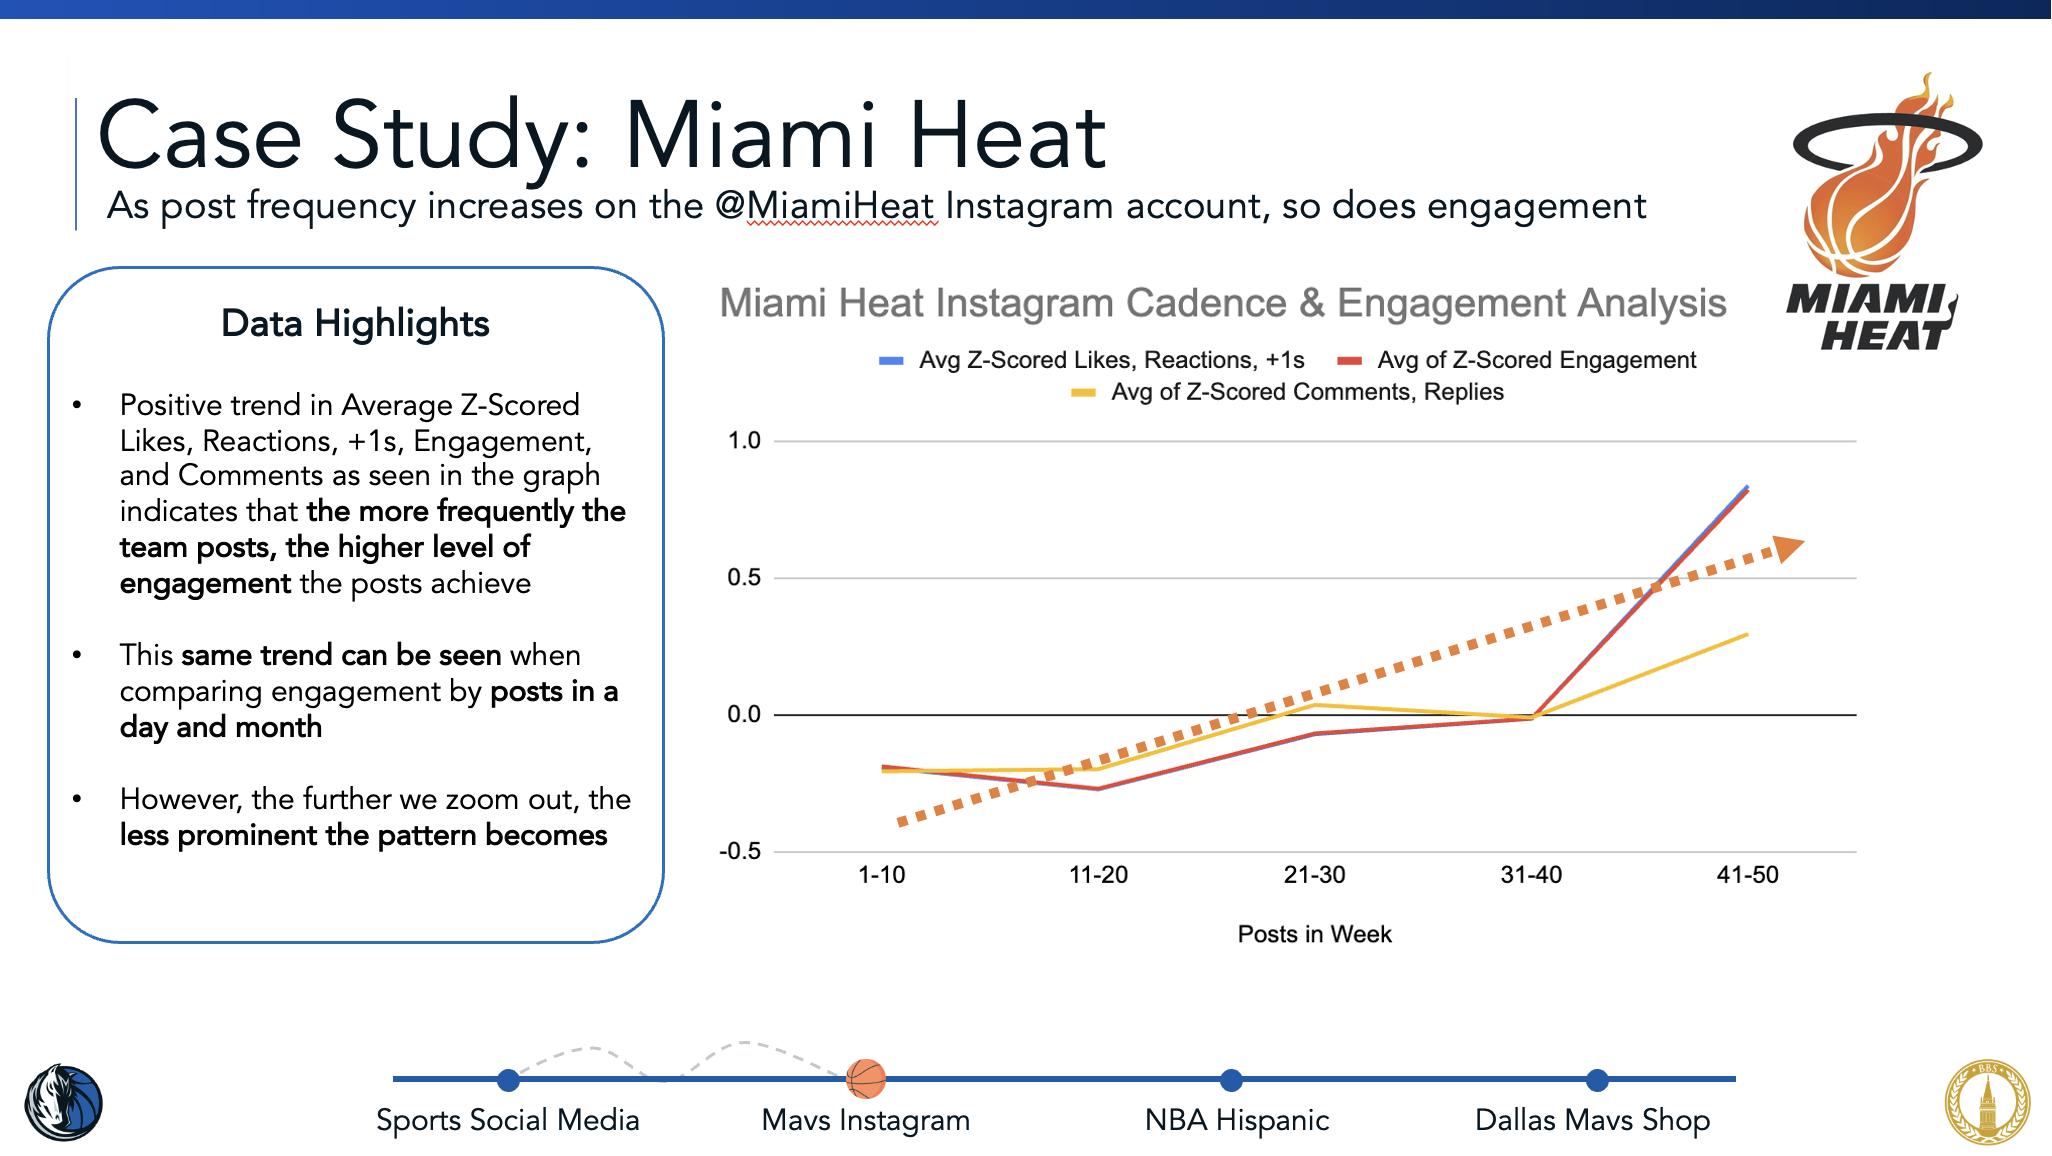 Case Study: Miami Heat
As post frequency increases on the @MiamiHeat Instagram account, so does engagement
MIAMI
HEAT
Data Highlights
• Positive trend in Average Z-Scored
Likes, Reactions, +1s, Engagement,
and Comments as seen in the graph
indicates that the more frequently the
team posts, the higher level of
engagement the posts achieve
• This same trend can be seen when
comparing engagement by posts in a
day and month
• However, the further we zoom out, the
less prominent the pattern becomes
Miami Heat Instagram Cadence & Engagement Analysis
Avg Z-Scored Likes, Reactions, +1s
Avg of Z-Scored Engagement
Avg of Z-Scored Comments, Replies
1.0
0.5
0.0
-0.5
1-10
11-20
21-30
31-40
41-50
Posts in Week
Sports Social Media
Mavs Instagram
NBA Hispanic
Dallas Mavs Shop
BBS